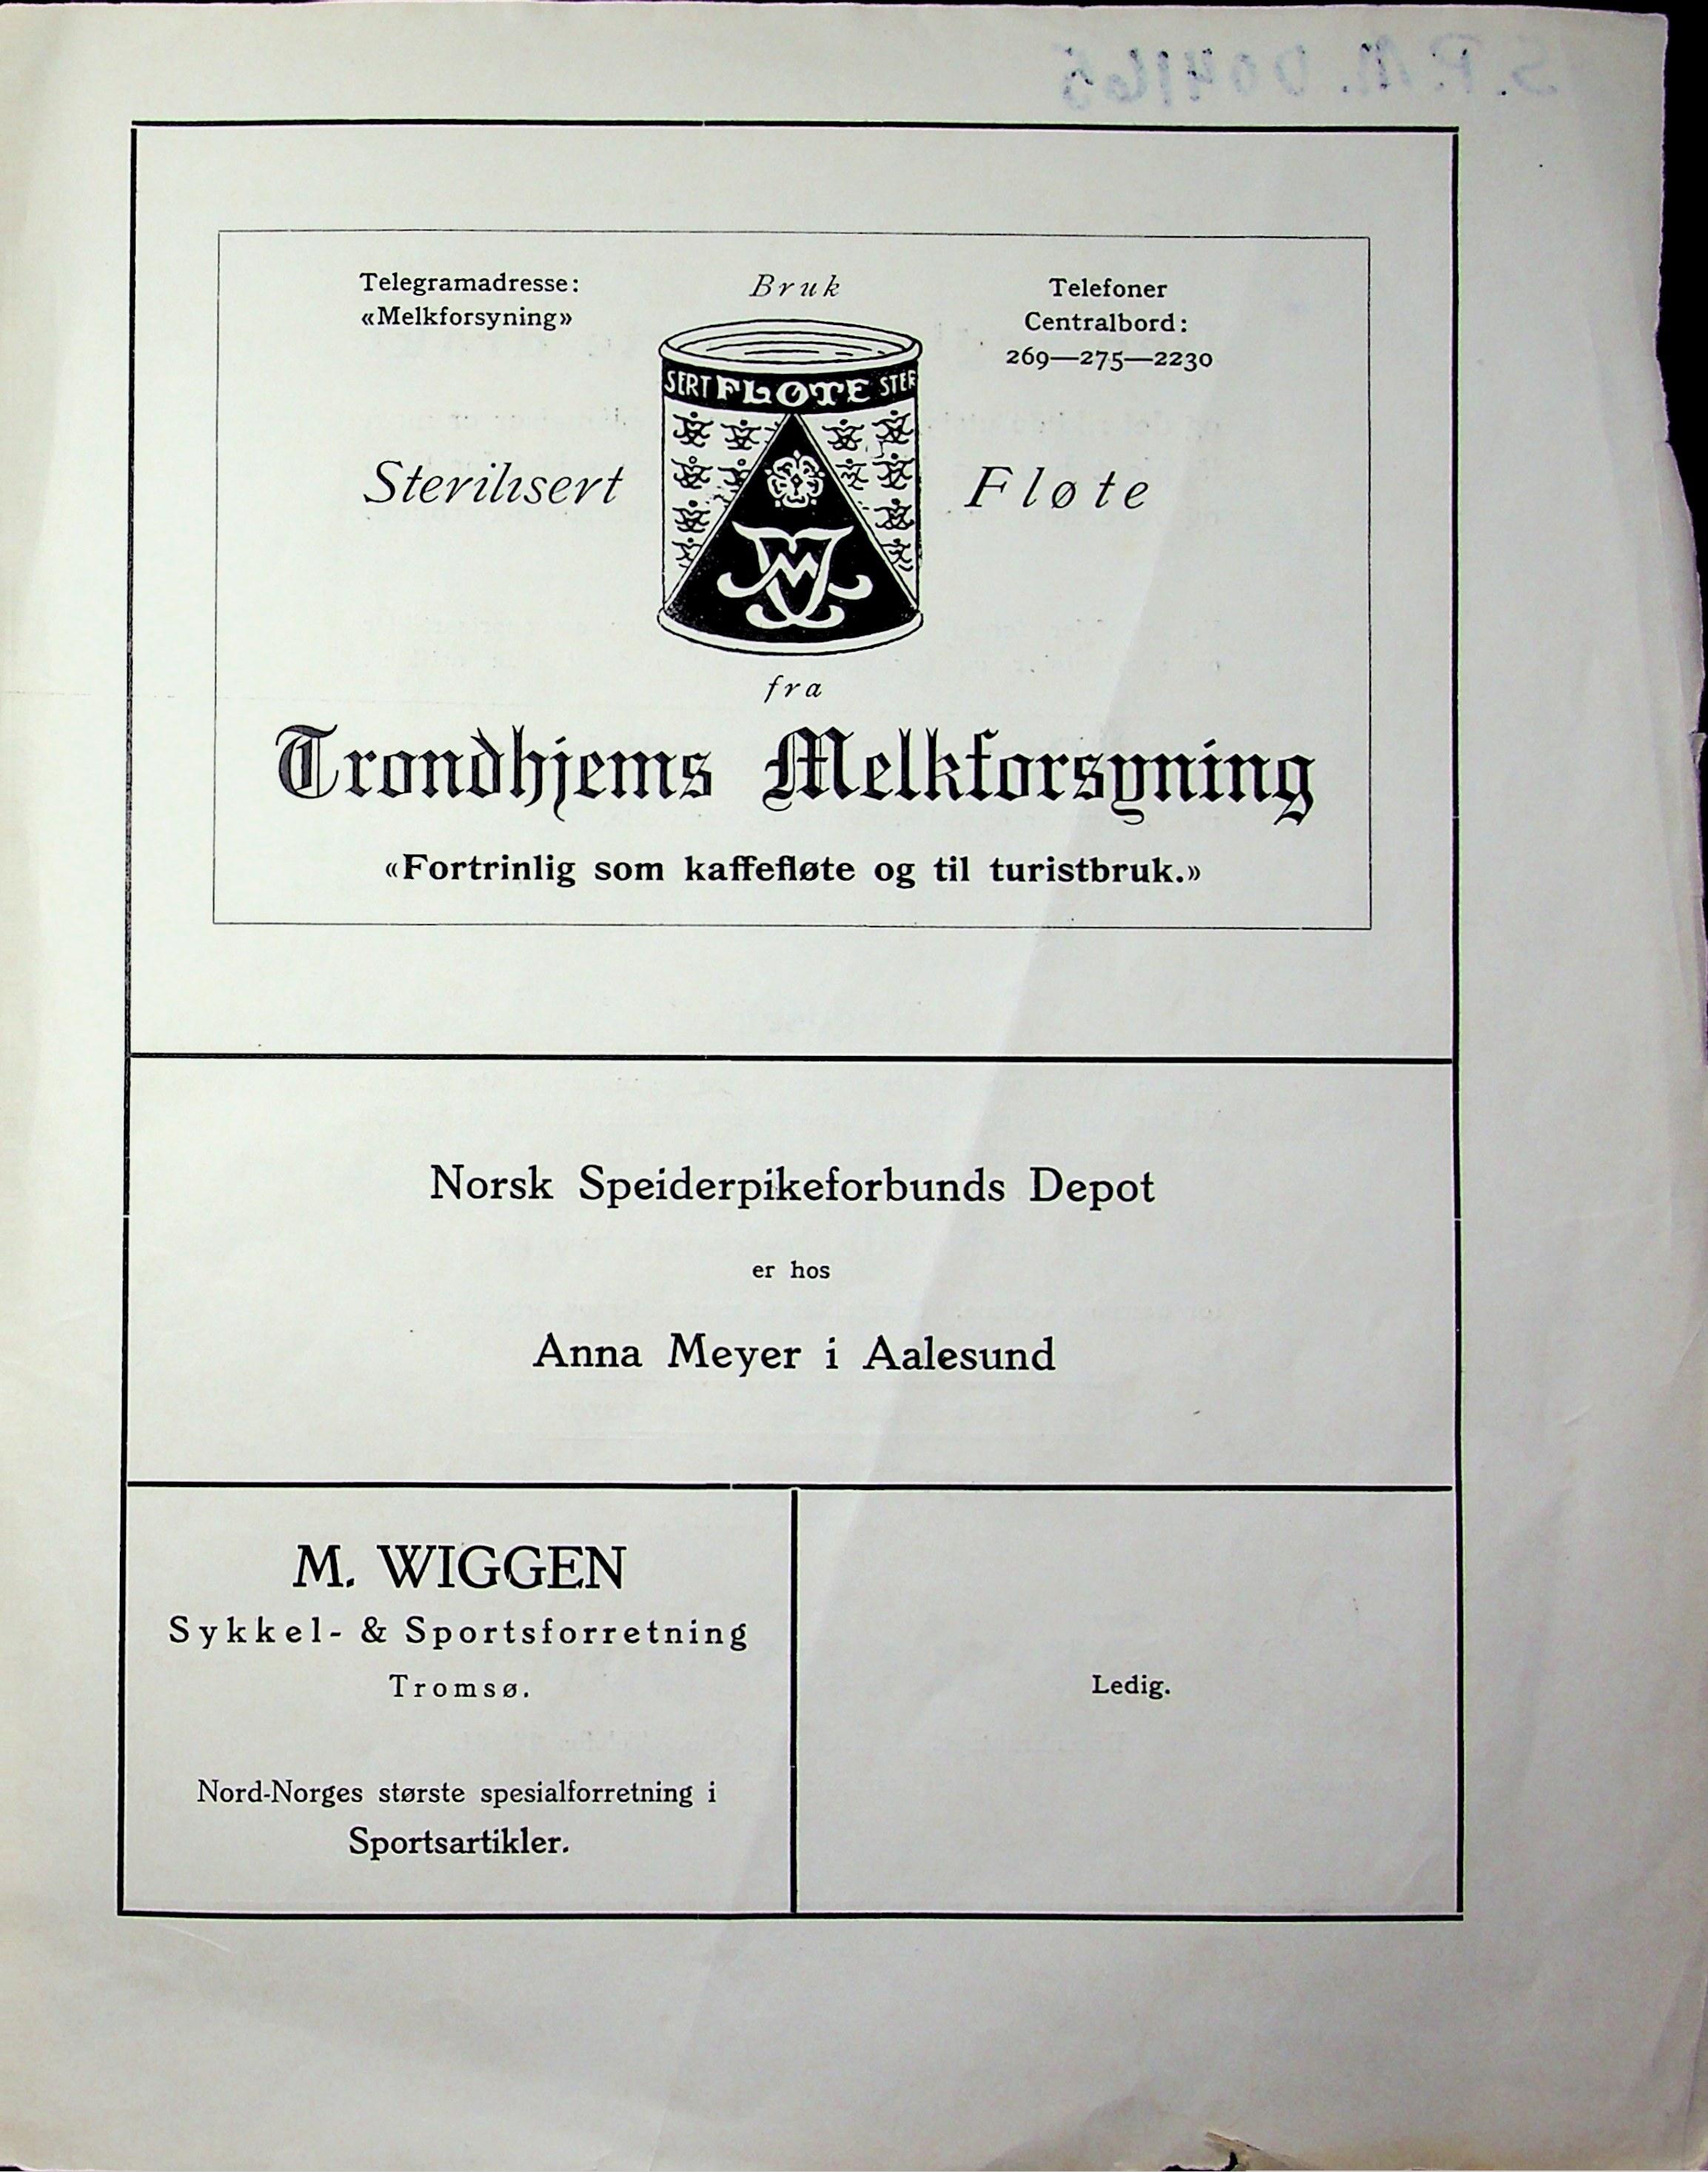 S.P.M. 004165
Telegramadresse:
«Melkforsyning»
Bruk
Telefoner
Centralbord:
269—275—2230
SERT FLØTE STER
Sterilisert
Fløte
fra
Trondhjems Melkforsyning
«Fortrinlig som kaffefløte og til turistbruk.»
Norsk Speiderpikeforbunds Depot
er hos
Anna Meyer i Aalesund
M. WIGGEN
Sykkel- & Sportsforretning
Tromsø.
Nord-Norges største spesialforretning i
Sportsartikler.
Ledig.